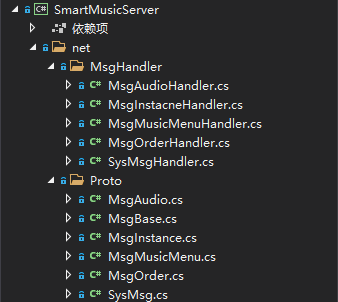 SmartMusicServer
依赖项
net
MsgHandler
MsgAudioHandler.cs
MsgInstacneHandler.cs
MsgMusicMenuHandler.cs
MsgOrderHandler.cs
SysMsgHandler.cs
Proto
MsgAudio.cs
MsgBase.cs
MsgInstance.cs
MsgMusicMenu.cs
MsgOrder.cs
SysMsg.cs